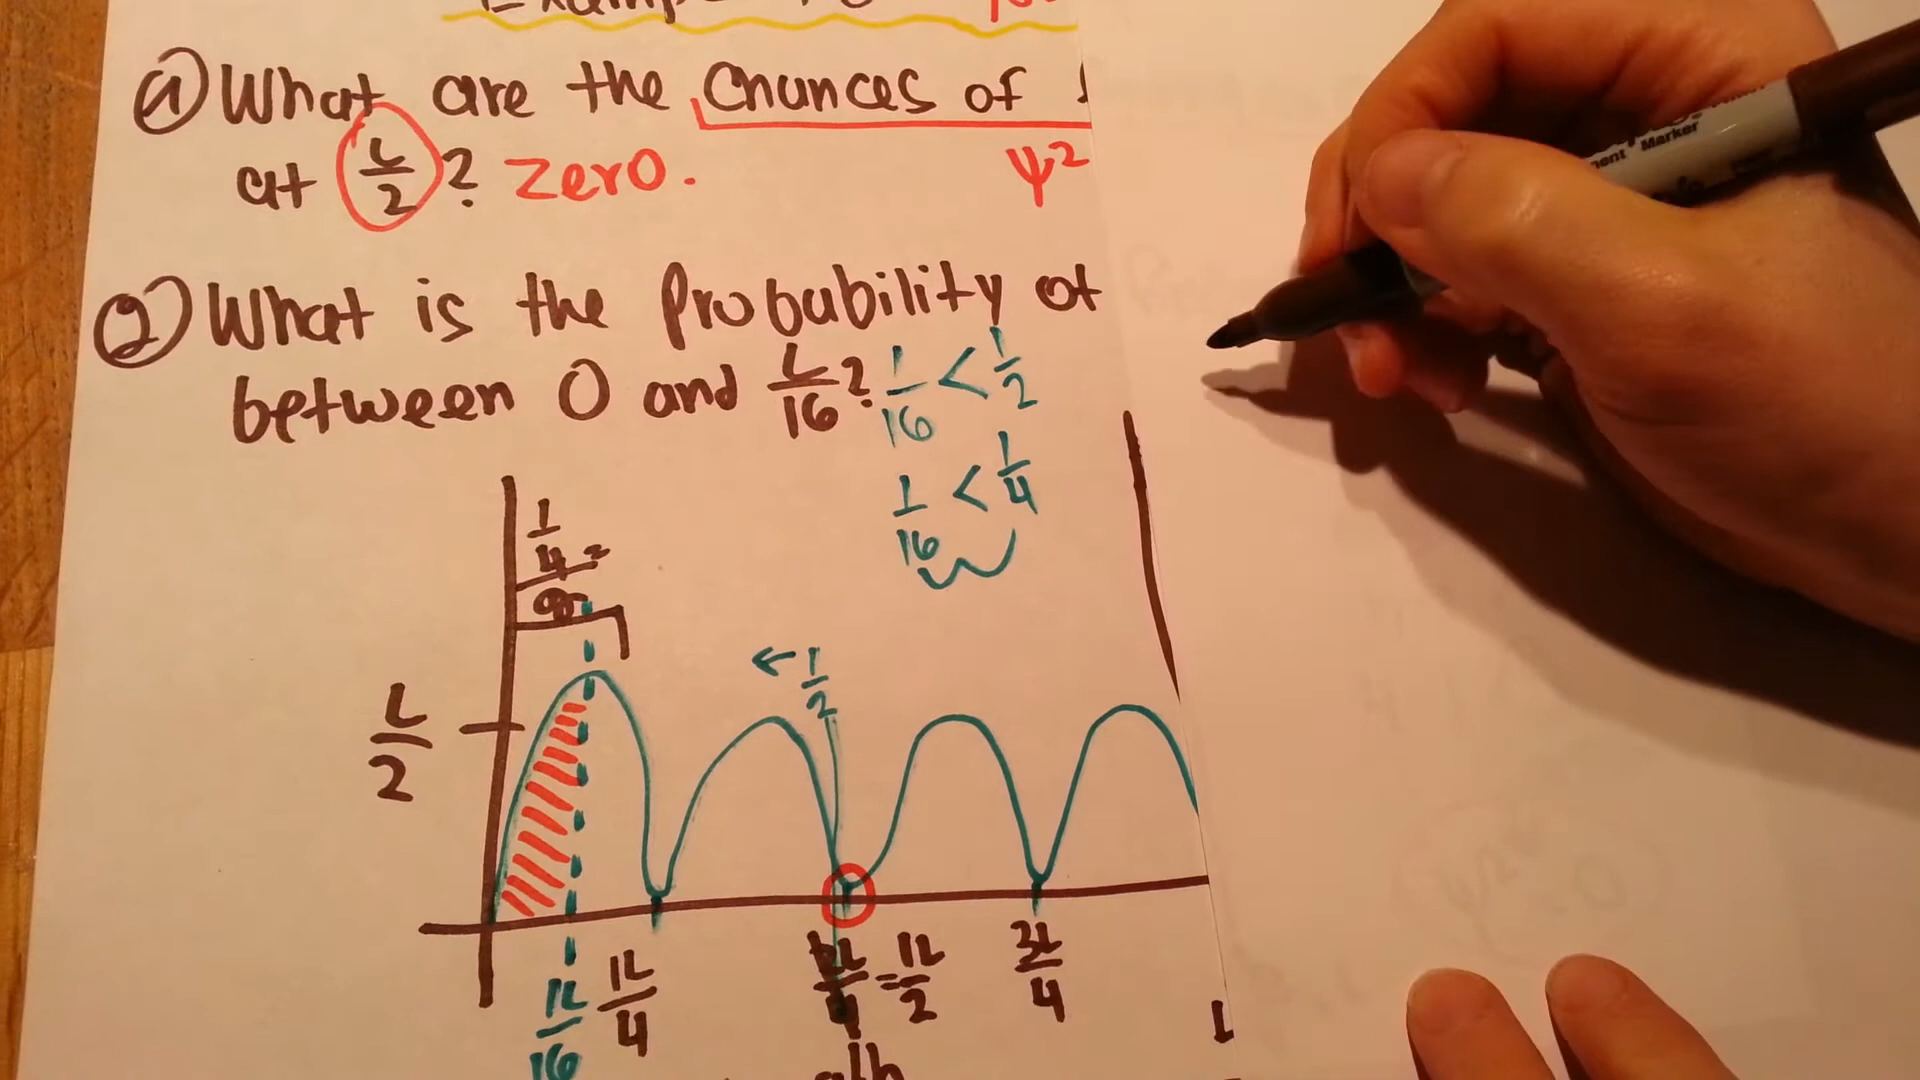 a) What are the Chances of
at L/2? Zero. ψ²
2) What is the Probability of
between 0 and L/16? 1/16 < 1/2
1/16 < 1/4
1/4
← 1/2
L/2
1L/16 1L/4 = 1L/2 3L/4 L
Marker